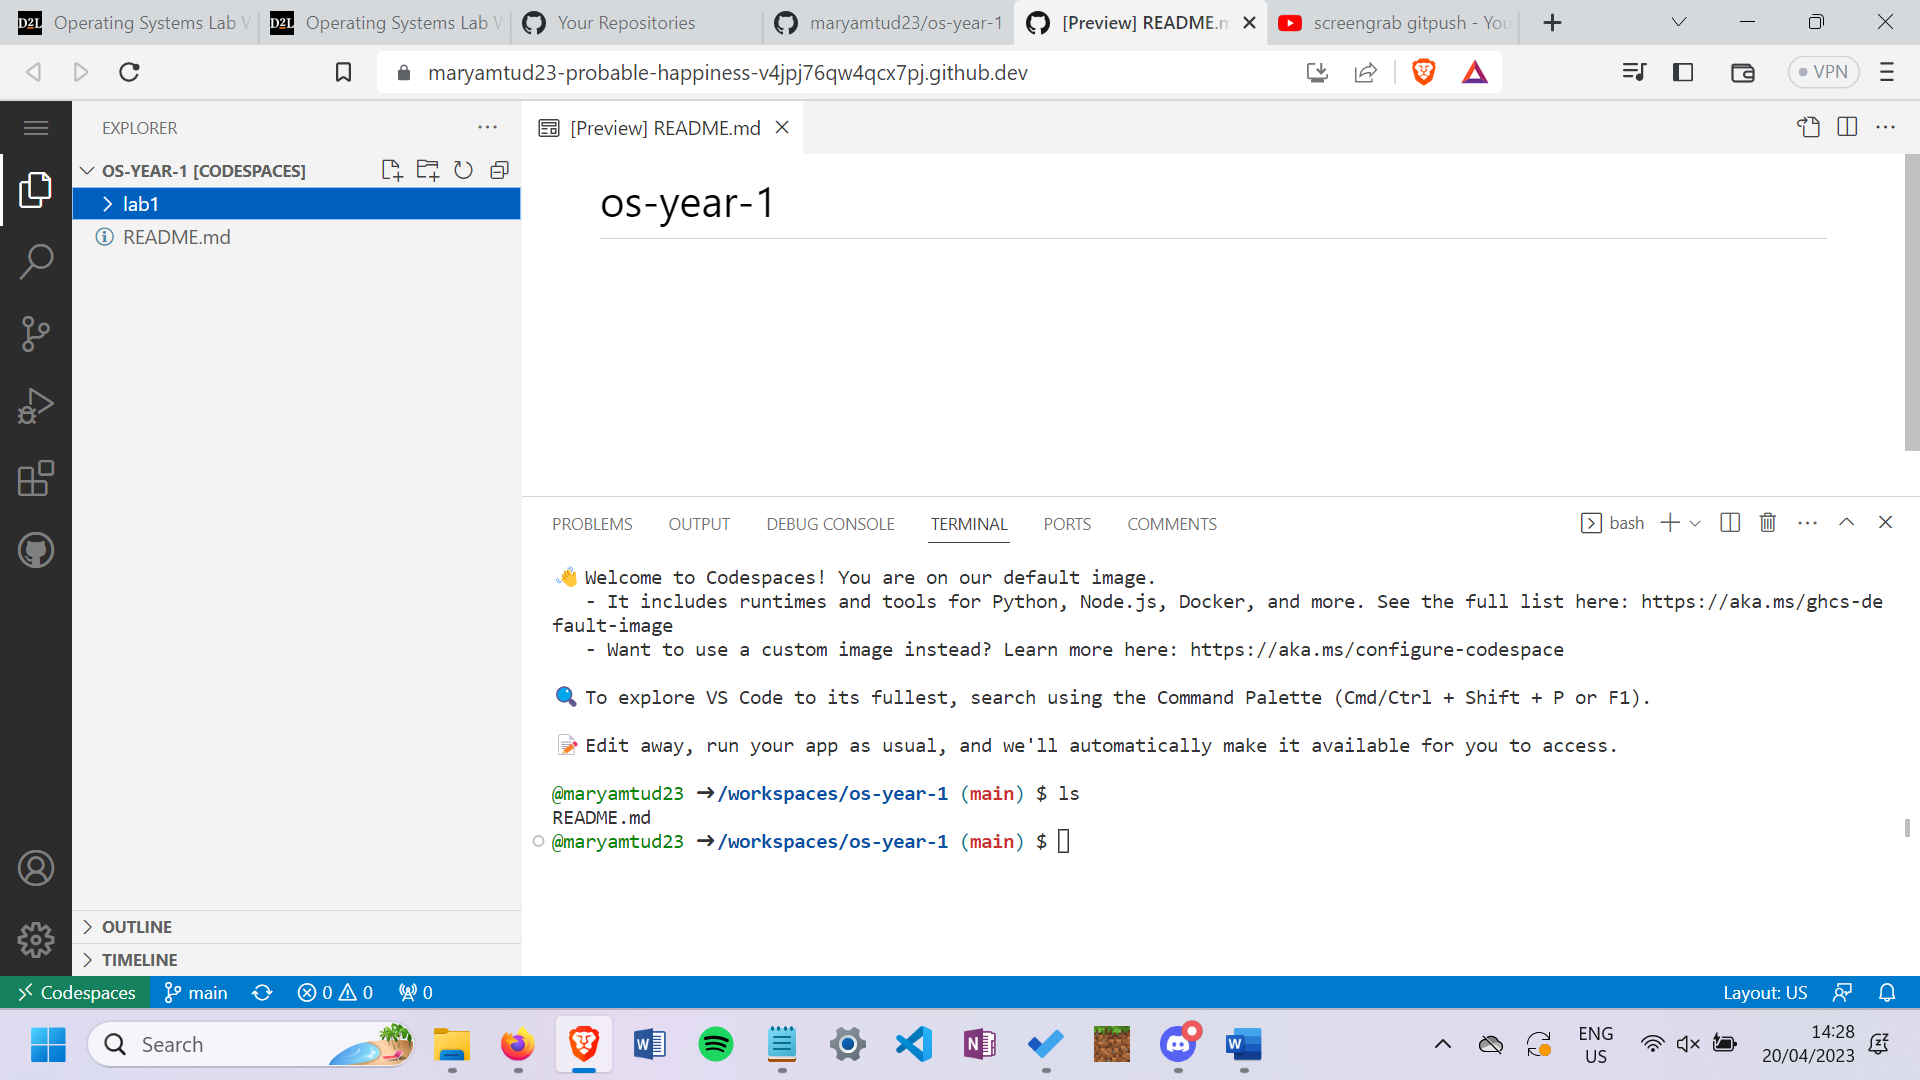 Operating Systems Lab W
Operating Systems Lab W
Your Repositories
maryamtud23/os-year-1
[Preview] README.m
screengrab gitpush - You
maryamtud23-probable-happiness-v4jpj76qw4qcx7pj.github.dev
VPN
EXPLORER
[Preview] README.md
OS-YEAR-1 [CODESPACES]
lab1
README.md
os-year-1
PROBLEMS
OUTPUT
DEBUG CONSOLE
TERMINAL
PORTS
COMMENTS
bash
👋 Welcome to Codespaces! You are on our default image.
- It includes runtimes and tools for Python, Node.js, Docker, and more. See the full list here: https://aka.ms/ghcs-de
fault-image
- Want to use a custom image instead? Learn more here: https://aka.ms/configure-codespace
🔍 To explore VS Code to its fullest, search using the Command Palette (Cmd/Ctrl + Shift + P or F1).
📝 Edit away, run your app as usual, and we'll automatically make it available for you to access.
@maryamtud23 ➜/workspaces/os-year-1 (main) $ ls
README.md
@maryamtud23 ➜/workspaces/os-year-1 (main) $
OUTLINE
TIMELINE
Codespaces
main
0
0
0
Layout: US
Search
ENG
US
14:28
20/04/2023